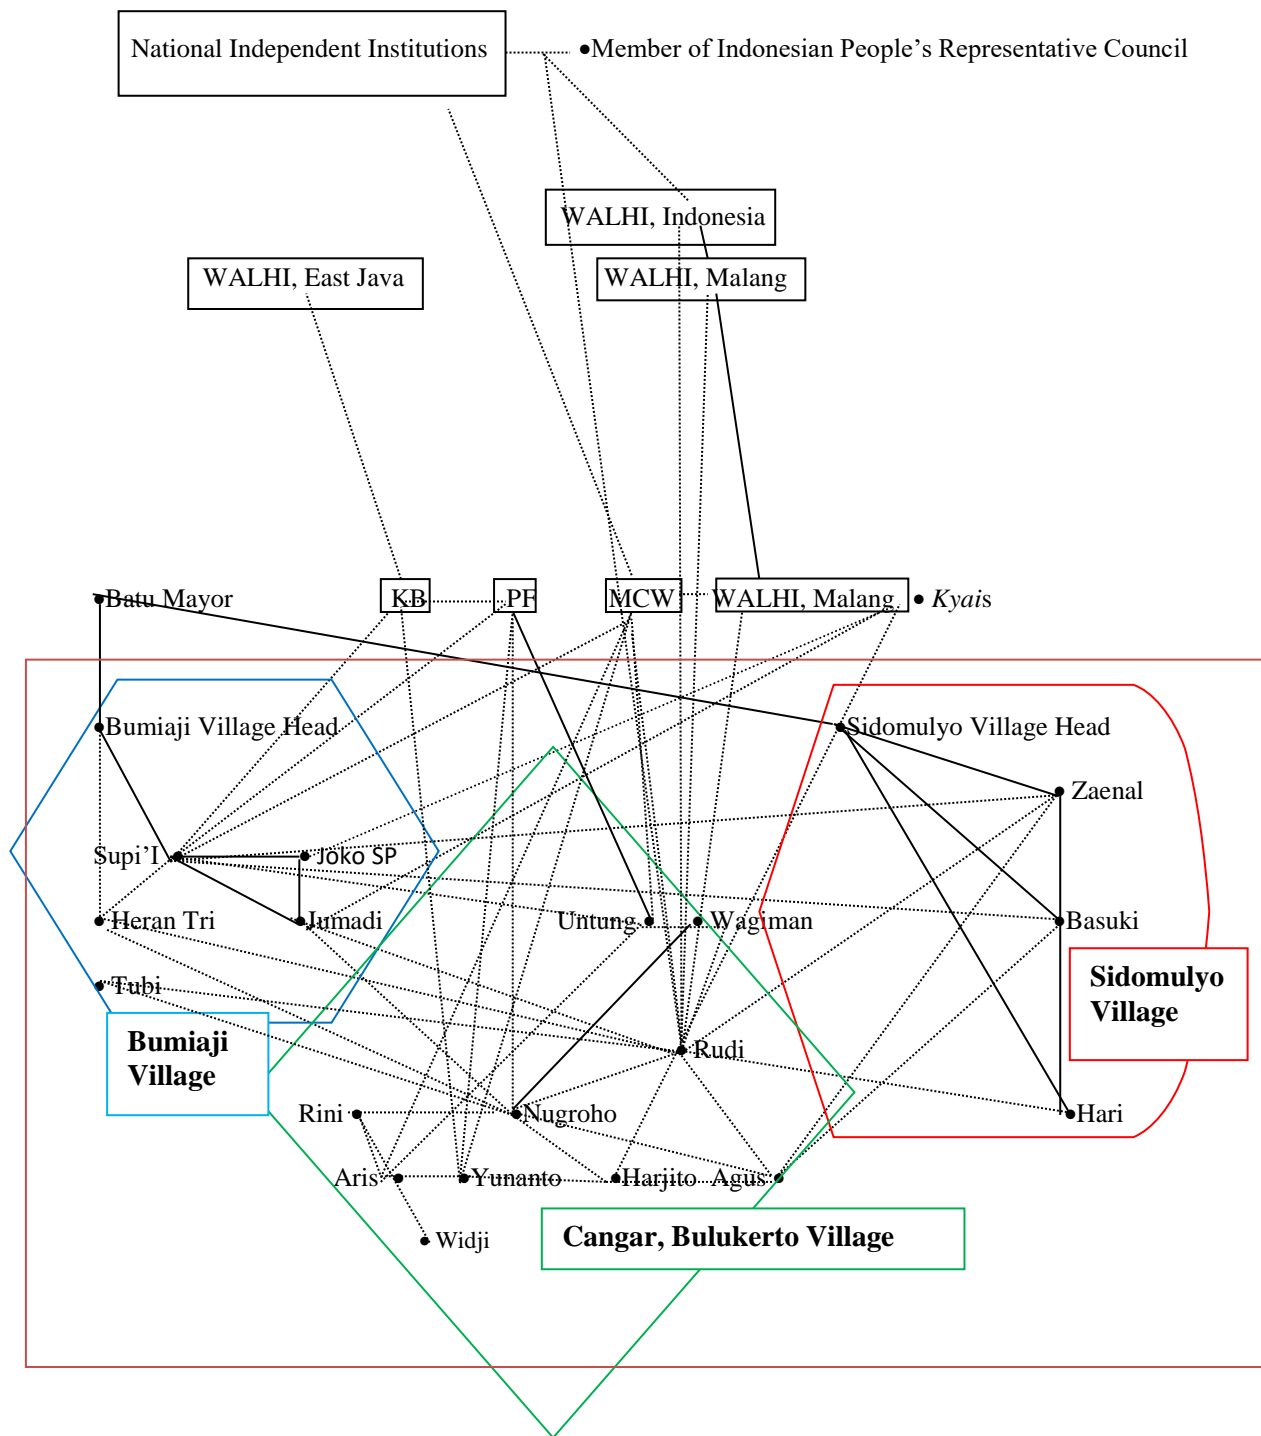 National Independent Institutions
•Member of Indonesian People’s Representative Council
WALHI, Indonesia
WALHI, East Java
WALHI, Malang
Batu Mayor
KB
PF
MCW
WALHI, Malang
• Kyais
Bumiaji Village Head
Sidomulyo Village Head
Zaenal
Supi’I
Joko SP
Heran Tri
Jumadi
Untung
Wagiman
Basuki
Tubi
Sidomulyo
Village
Bumiaji
Village
Rudi
Rini
Nugroho
Hari
Aris
Yunanto
Harjito
Agus
Widji
Cangar, Bulukerto Village